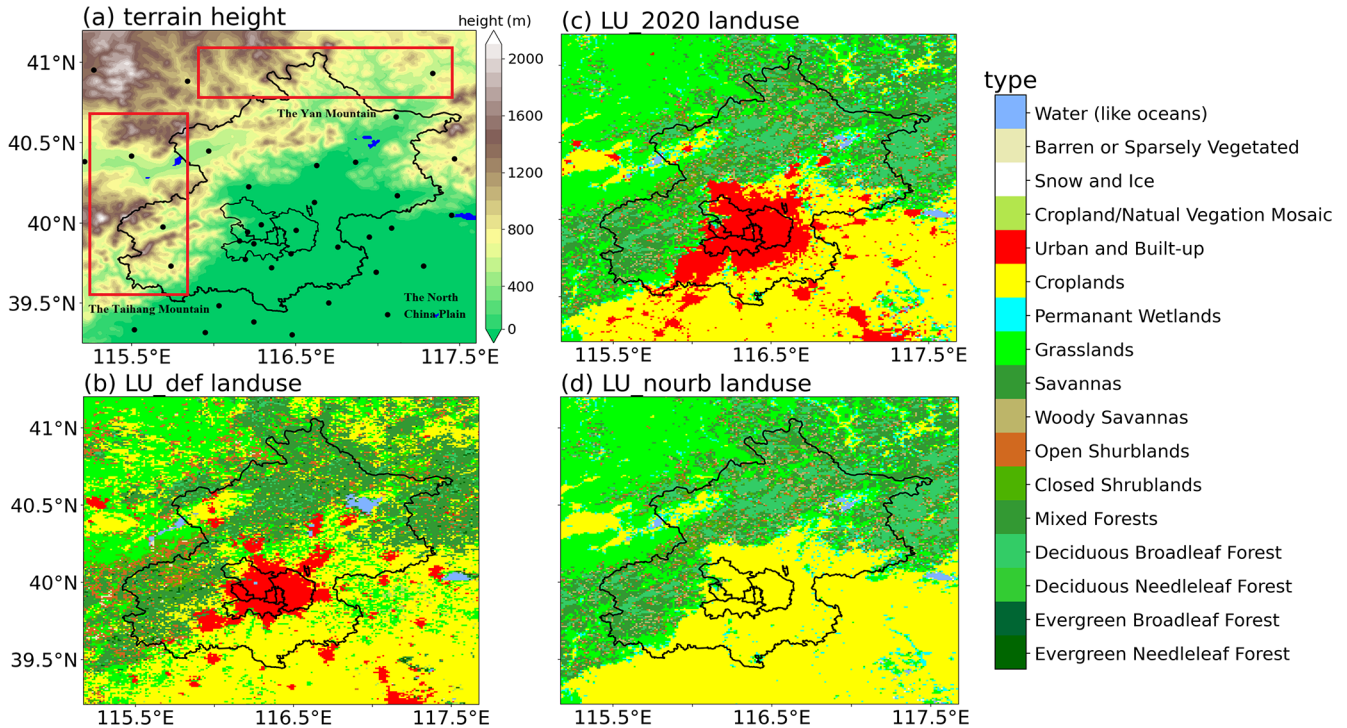 (a) terrain height
height (m)
41°N
40.5°N
40°N
39.5°N
2000
1600
1200
800
400
0
The Yan Mountain
The Taihang Mountain
The North
China Plain
115.5°E
116.5°E
117.5°E
(c) LU_2020 landuse
115.5°E
116.5°E
117.5°E
(b) LU_def landuse
41°N
40.5°N
40°N
39.5°N
115.5°E
116.5°E
117.5°E
(d) LU_nourb landuse
115.5°E
116.5°E
117.5°E
type
Water (like oceans)
Barren or Sparsely Vegetated
Snow and Ice
Cropland/Natual Vegation Mosaic
Urban and Built-up
Croplands
Permanant Wetlands
Grasslands
Savannas
Woody Savannas
Open Shurblands
Closed Shrublands
Mixed Forests
Deciduous Broadleaf Forest
Deciduous Needleleaf Forest
Evergreen Broadleaf Forest
Evergreen Needleleaf Forest